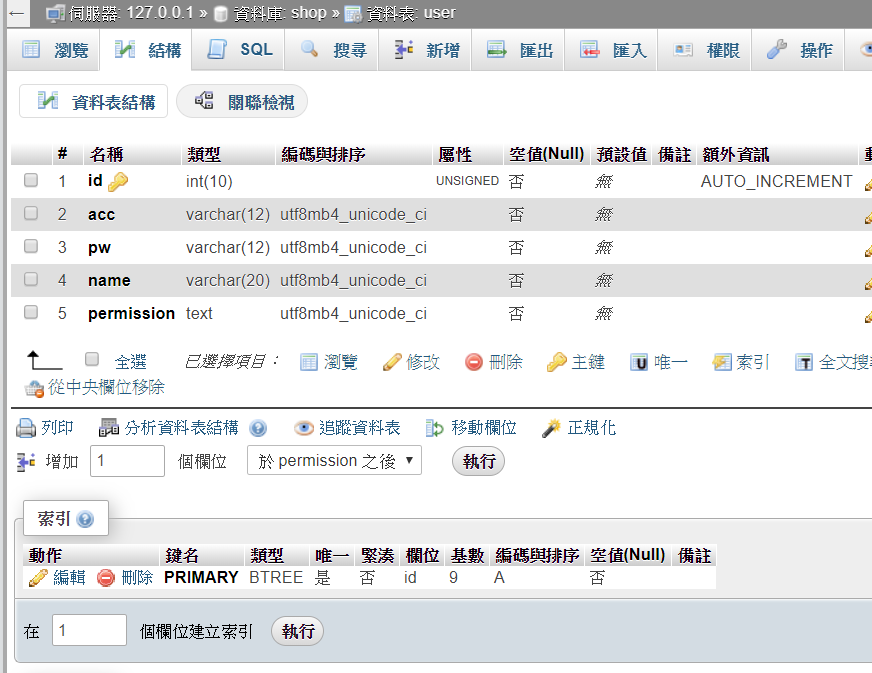 伺服器: 127.0.0.1 » 資料庫: shop » 資料表: user
瀏覽 結構 SQL 搜尋 新增 匯出 匯入 權限 操作
資料表結構 關聯檢視
# 名稱 類型 編碼與排序 屬性 空值(Null) 預設值 備註 額外資訊
1 id int(10) UNSIGNED 否 無 AUTO_INCREMENT
2 acc varchar(12) utf8mb4_unicode_ci 否 無
3 pw varchar(12) utf8mb4_unicode_ci 否 無
4 name varchar(20) utf8mb4_unicode_ci 否 無
5 permission text utf8mb4_unicode_ci 否 無
全選 已選擇項目： 瀏覽 修改 刪除 主鍵 唯一 索引 全文搜
從中央欄位移除
列印 分析資料表結構 追蹤資料表 移動欄位 正規化
增加 1 個欄位 於 permission 之後 執行
索引
動作 鍵名 類型 唯一 緊湊 欄位 基數 編碼與排序 空值(Null) 備註
編輯 刪除 PRIMARY BTREE 是 否 id 9 A 否
在 1 個欄位建立索引 執行